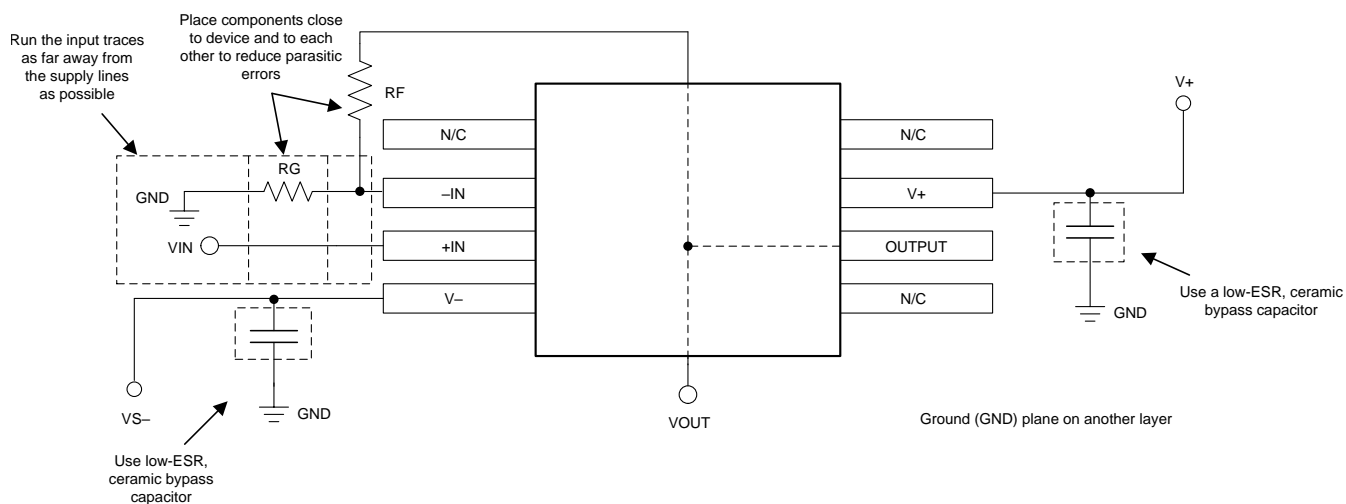 Place components close
to device and to each
other to reduce parasitic
errors
Run the input traces
as far away from
the supply lines
as possible
RF
V+
N/C
N/C
RG
GND
–IN
V+
VIN
+IN
OUTPUT
V–
N/C
GND
Use a low-ESR, ceramic
bypass capacitor
VS–
GND
VOUT
Ground (GND) plane on another layer
Use low-ESR,
ceramic bypass
capacitor